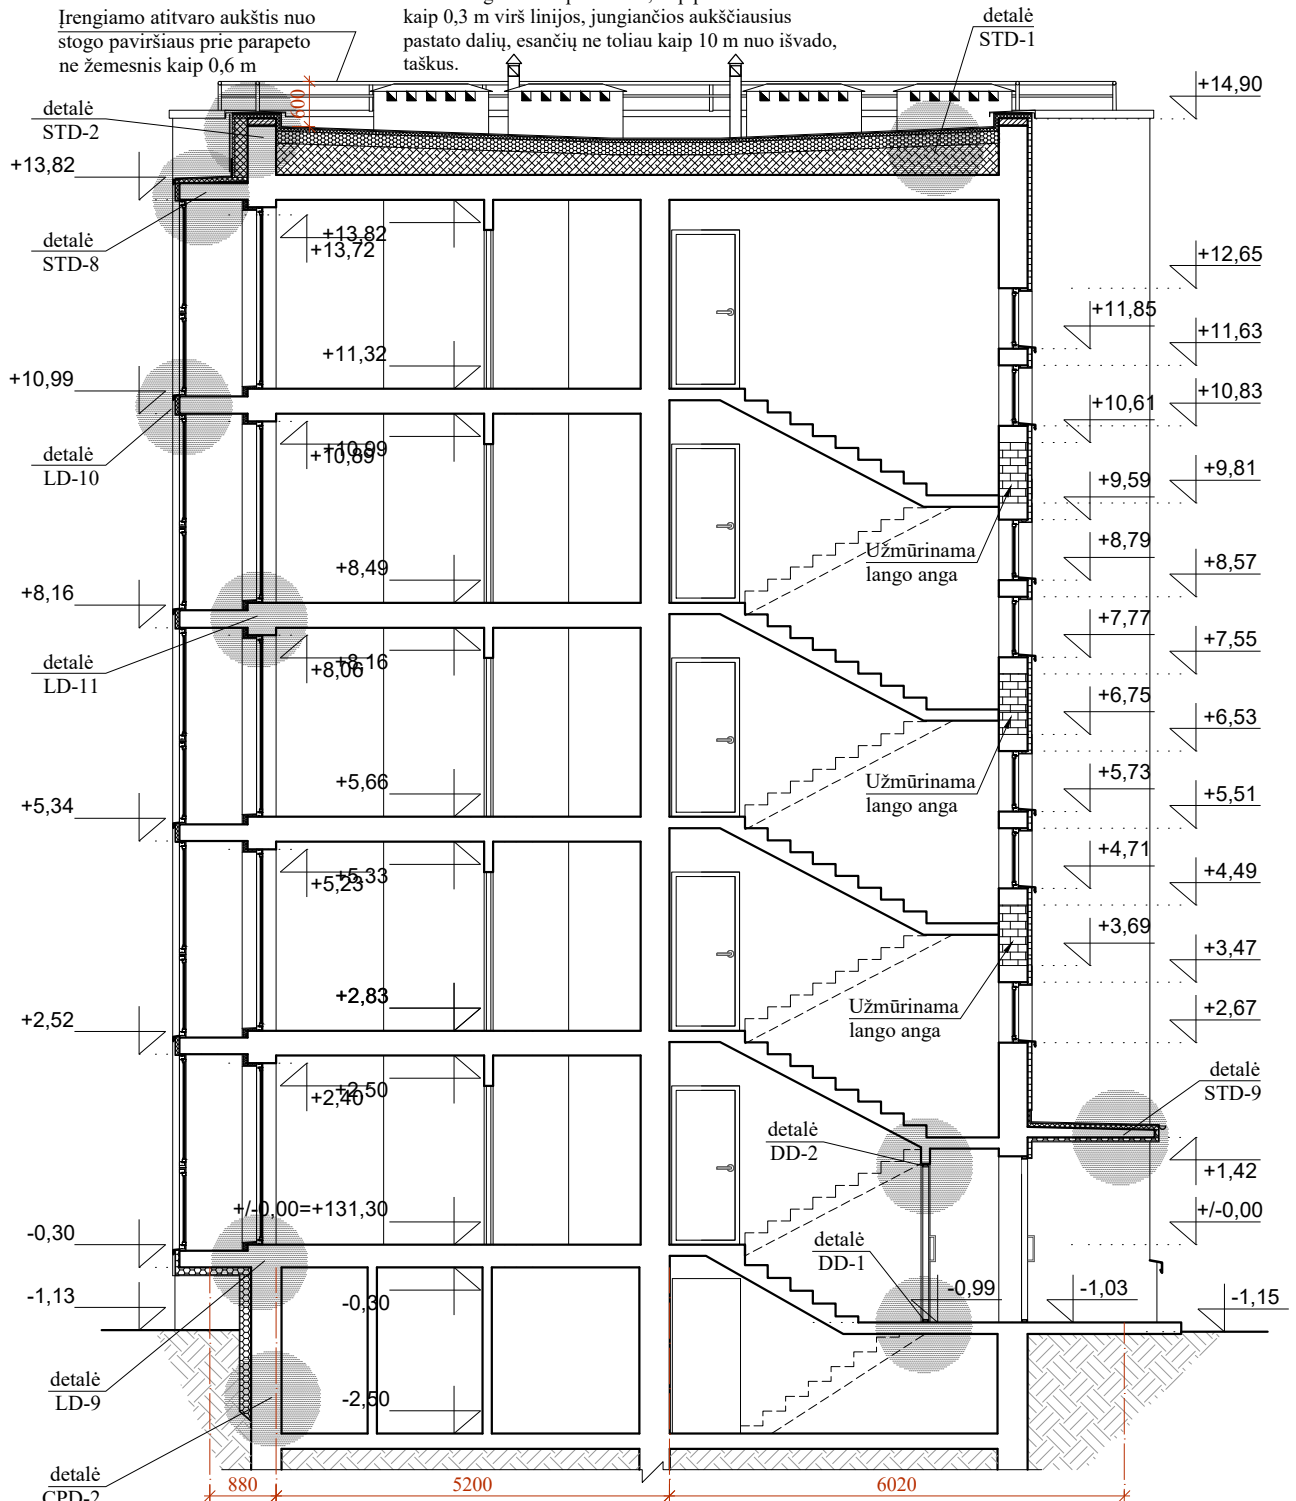 Įrengiamo atitvaro aukštis nuo
stogo paviršiaus prie parapeto
ne žemesnis kaip 0,6 m
kaip 0,3 m virš linijos, jungiančios aukščiausius
pastato dalių, esančių ne toliau kaip 10 m nuo išvado,
taškus.
detalė
STD-1
600
+14,90
detalė
STD-2
+13,82
detalė
STD-8
+13,82
+13,72
+12,65
+11,85
+11,63
+11,32
+10,99
+10,83
+10,61
detalė
LD-10
+10,99
+10,89
+9,81
+9,59
Užmūrinama
lango anga
+8,79
+8,57
+8,49
+8,16
+7,77
+7,55
detalė
LD-11
+8,16
+8,06
+6,75
+6,53
Užmūrinama
lango anga
+5,73
+5,66
+5,51
+5,34
+5,33
+5,23
+4,71
+4,49
+3,69
+3,47
+2,83
Užmūrinama
lango anga
+2,67
+2,52
detalė
STD-9
+2,50
+2,40
detalė
DD-2
+1,42
+/-0,00=+131,30
+/-0,00
-0,30
detalė
DD-1
-1,13
-0,30
-0,99
-1,03
-1,15
detalė
LD-9
-2,50
detalė
CPD-2
880
5200
6020